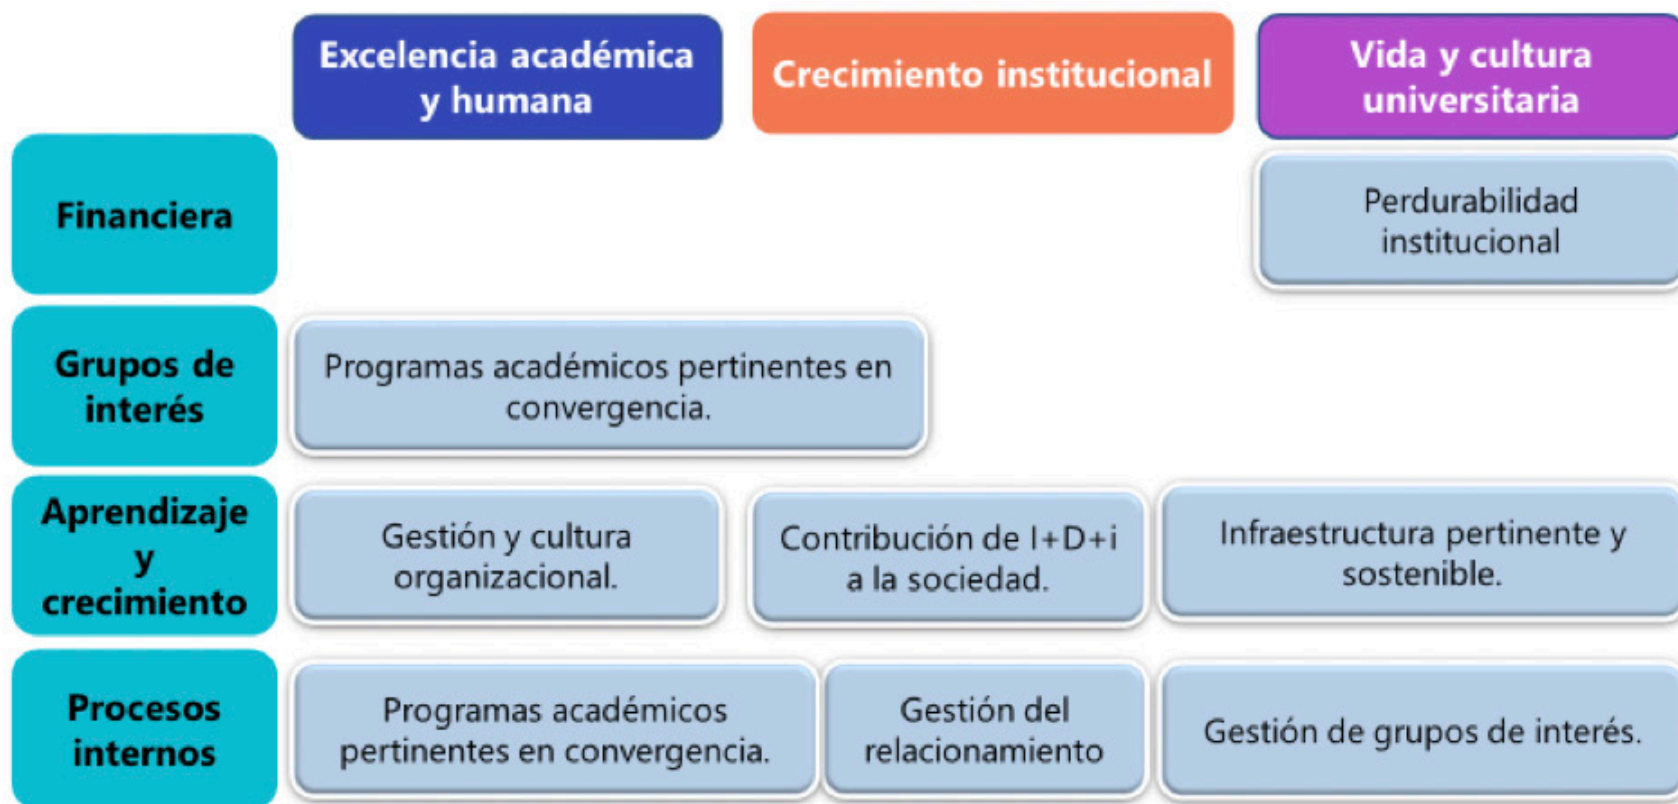 Excelencia académica
y humana
Crecimiento institucional
Vida y cultura
universitaria
Financiera
Perdurabilidad
institucional
Grupos de
interés
Programas académicos pertinentes en
convergencia.
Aprendizaje
y
crecimiento
Gestión y cultura
organizacional.
Contribución de I+D+i
a la sociedad.
Infraestructura pertinente y
sostenible.
Procesos
internos
Programas académicos
pertinentes en convergencia.
Gestión del
relacionamiento
Gestión de grupos de interés.